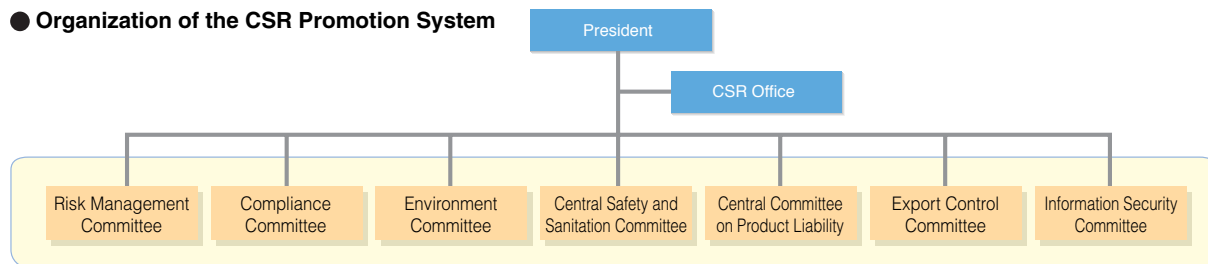 ● Organization of the CSR Promotion System
President
CSR Office
Risk Management
Committee
Compliance
Committee
Environment
Committee
Central Safety and
Sanitation Committee
Central Committee
on Product Liability
Export Control
Committee
Information Security
Committee